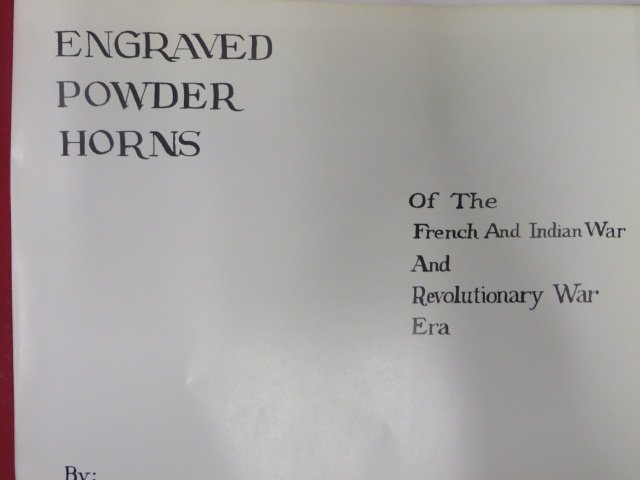 ENGRAVED
POWDER
HORNS
Of The
French And Indian War
And
Revolutionary War
Era
By: